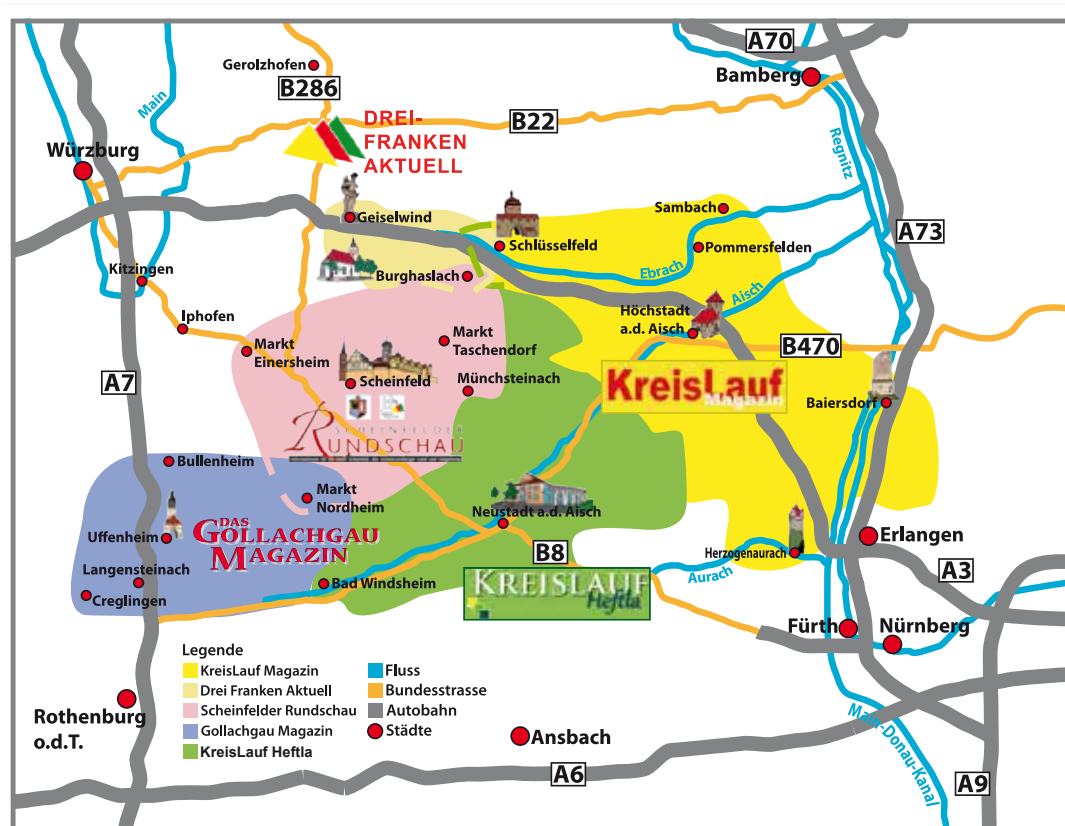 A70
Bamberg
Gerolzhofen
B286
Main
B22
DREI-
FRANKEN
AKTUELL
Regnitz
Würzburg
Geiselwind
Sambach
A73
Schlüsselfeld
Pommersfelden
Kitzingen
Burghaslach
Ebrach
Aisch
Iphofen
Höchstadt
a.d. Aisch
Markt
Taschendorf
Markt
Einersheim
B470
A7
Scheinfeld
Münchsteinach
KreisLauf
Magazin
Baiersdorf
SCHEINFELDER
RUNDSCHAU
Bullenheim
Markt
Nordheim
Neustadt a.d. Aisch
DAS
GOLLACHGAU
MAGAZIN
Uffenheim
Erlangen
B8
Herzogenaurach
Langensteinach
Bad Windsheim
KREISLAUF
Heftla
Aurach
A3
Creglingen
Fürth
Nürnberg
Legende
KreisLauf Magazin
Drei Franken Aktuell
Scheinfelder Rundschau
Gollachgau Magazin
KreisLauf Heftla
Fluss
Bundesstrasse
Autobahn
Städte
Rothenburg
o.d.T.
Ansbach
Main-Donau-Kanal
A6
A9